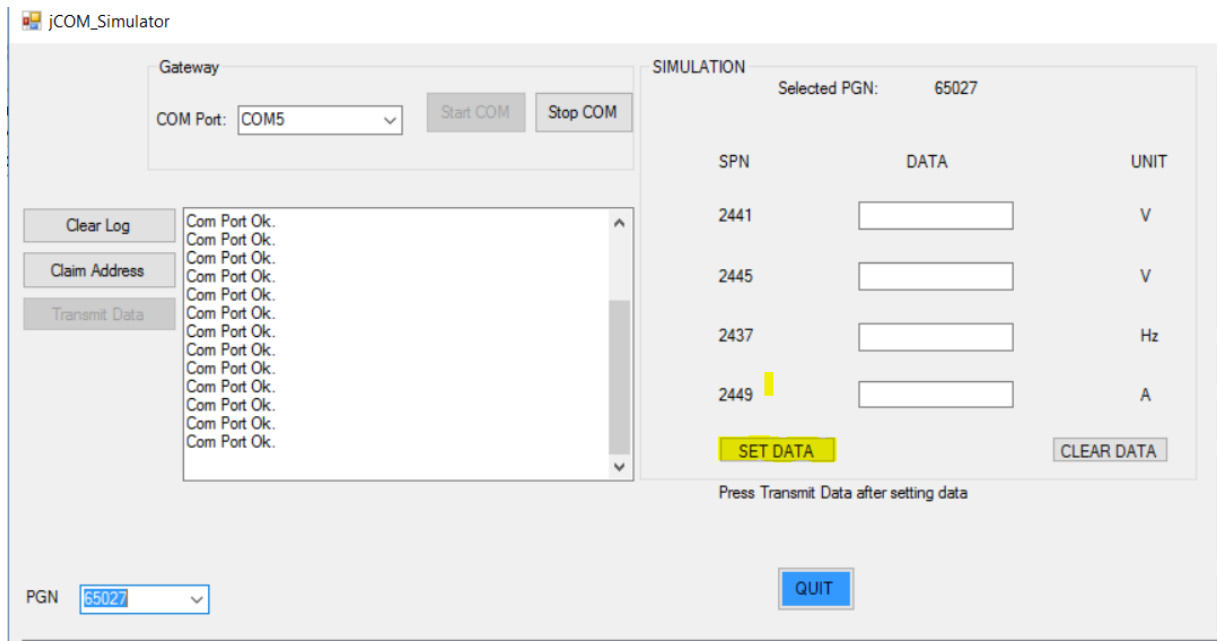 jCOM_Simulator
Gateway
COM Port: COM5 Start COM Stop COM
Clear Log
Claim Address
Transmit Data
Com Port Ok.
Com Port Ok.
Com Port Ok.
Com Port Ok.
Com Port Ok.
Com Port Ok.
Com Port Ok.
Com Port Ok.
Com Port Ok.
Com Port Ok.
Com Port Ok.
Com Port Ok.
Com Port Ok.
SIMULATION
Selected PGN: 65027
SPN DATA UNIT
2441 V
2445 V
2437 Hz
2449 A
SET DATA CLEAR DATA
Press Transmit Data after setting data
PGN 65027
QUIT